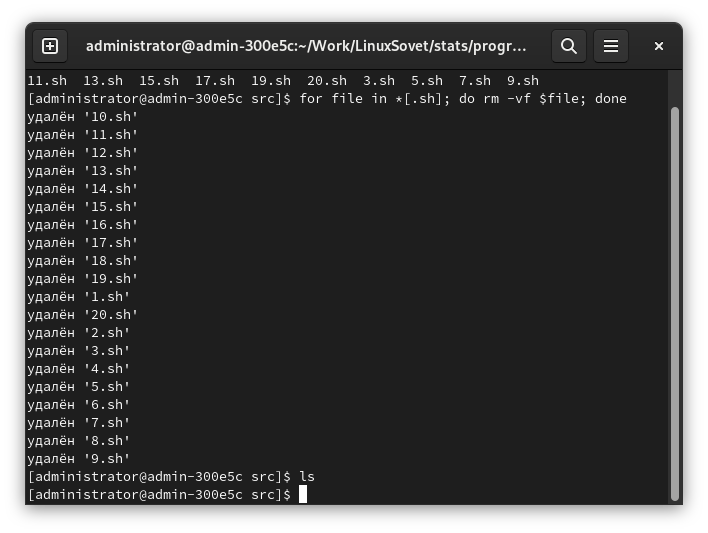 administrator@admin-300e5c:~/Work/LinuxSovet/stats/progr...
11.sh  13.sh  15.sh  17.sh  19.sh  20.sh  3.sh  5.sh  7.sh  9.sh
[administrator@admin-300e5c src]$ for file in *[.sh]; do rm -vf $file; done
удалён '10.sh'
удалён '11.sh'
удалён '12.sh'
удалён '13.sh'
удалён '14.sh'
удалён '15.sh'
удалён '16.sh'
удалён '17.sh'
удалён '18.sh'
удалён '19.sh'
удалён '1.sh'
удалён '20.sh'
удалён '2.sh'
удалён '3.sh'
удалён '4.sh'
удалён '5.sh'
удалён '6.sh'
удалён '7.sh'
удалён '8.sh'
удалён '9.sh'
[administrator@admin-300e5c src]$ ls
[administrator@admin-300e5c src]$